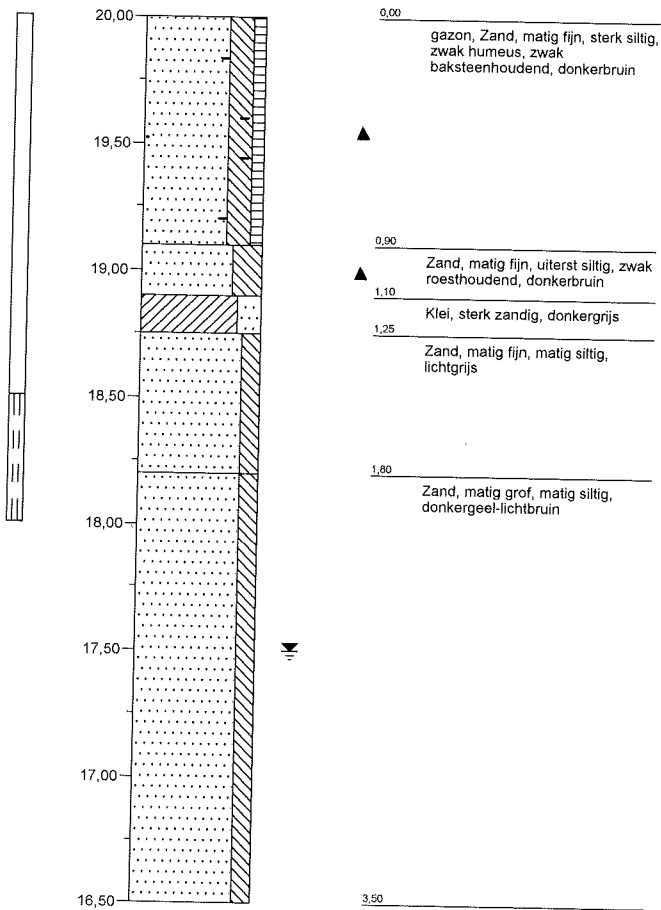 20,00
19,50
19,00
18,50
18,00
17,50
17,00
16,50
0,00
gazon, Zand, matig fijn, sterk siltig,
zwak humeus, zwak
baksteenhoudend, donkerbruin
0,90
Zand, matig fijn, uiterst siltig, zwak
roesthoudend, donkerbruin
1,10
Klei, sterk zandig, donkergrijs
1,25
Zand, matig fijn, matig siltig,
lichtgrijs
1,80
Zand, matig grof, matig siltig,
donkergeel-lichtbruin
3,50